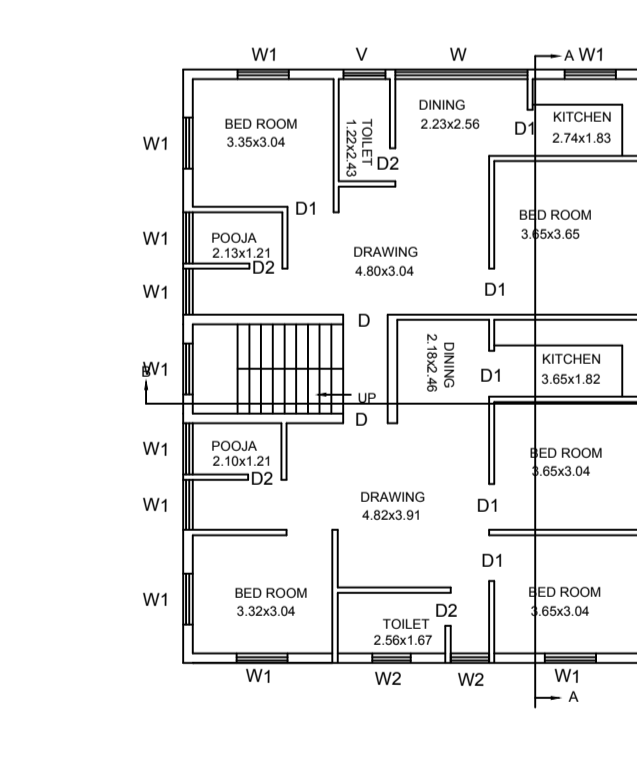 W1
V
W
A
W1
DINING
2.23x2.56
KITCHEN
2.74x1.83
BED ROOM
3.35x3.04
TOILET
1.22x2.43
D1
W1
D2
D1
BED ROOM
3.65x3.65
W1
POOJA
2.13x1.21
D2
DRAWING
4.80x3.04
W1
D1
D
DINING
2.18x2.46
KITCHEN
3.65x1.82
W1
B
D1
UP
D
W1
POOJA
2.10x1.21
D2
BED ROOM
3.65x3.04
DRAWING
4.82x3.91
W1
D1
D1
W1
BED ROOM
3.32x3.04
BED ROOM
3.65x3.04
D2
TOILET
2.56x1.67
W1
W2
W2
W1
A